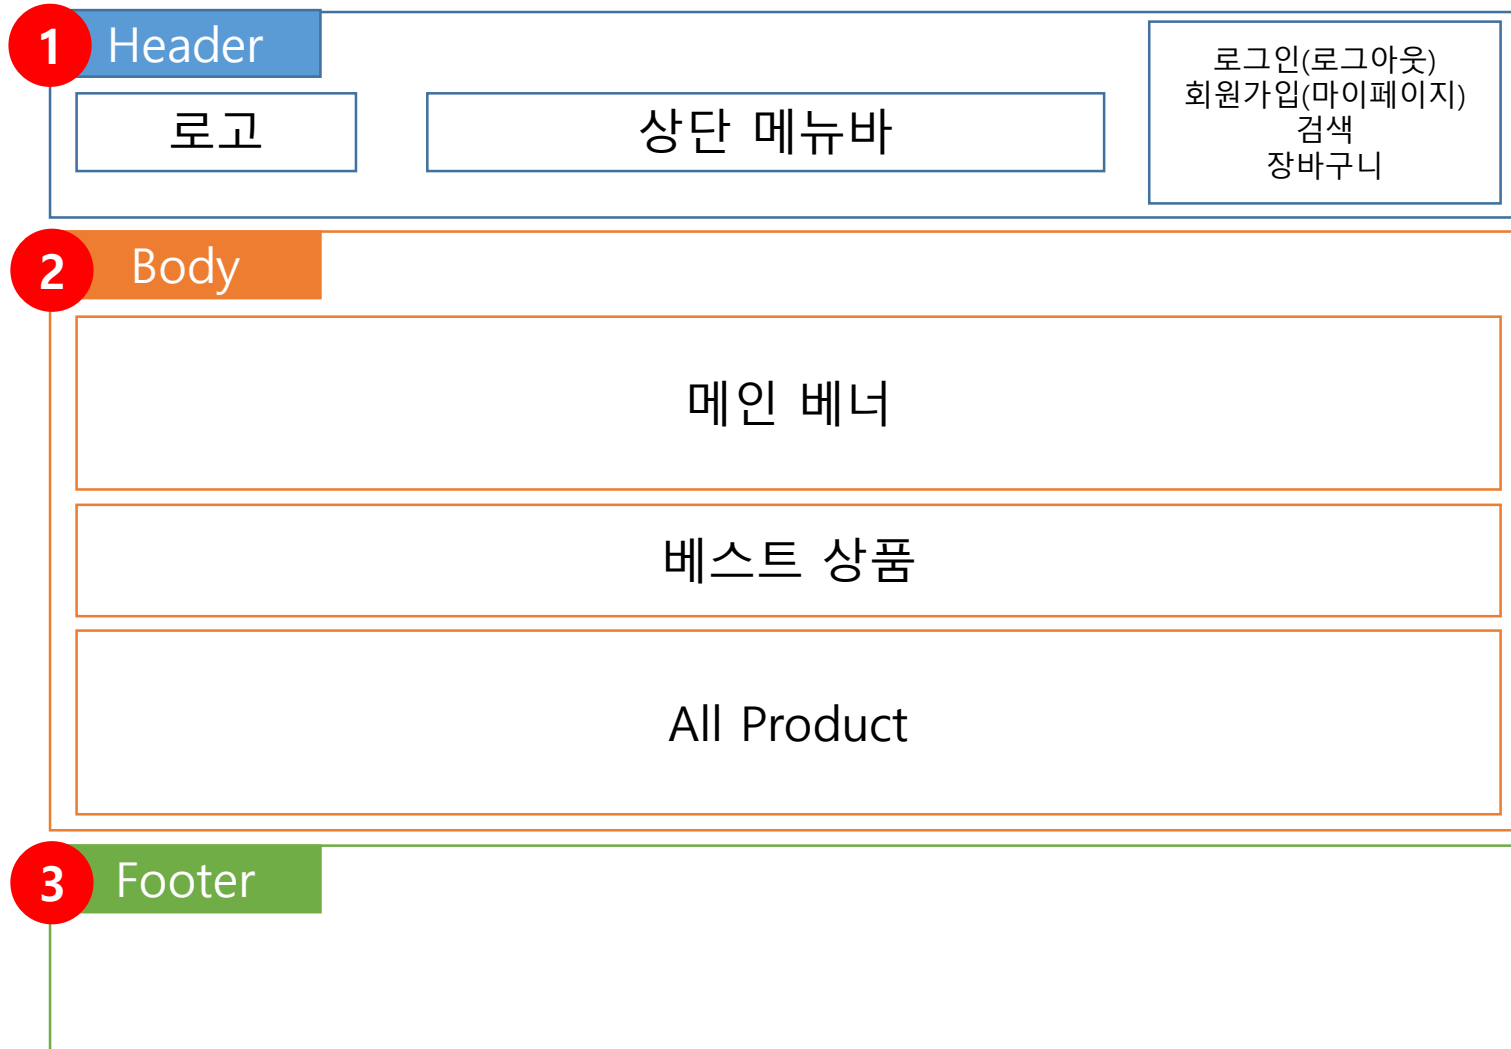 1
Header
로고
상단 메뉴바
로그인(로그아웃)
회원가입(마이페이지)
검색
장바구니
2
Body
메인 베너
베스트 상품
All Product
3
Footer